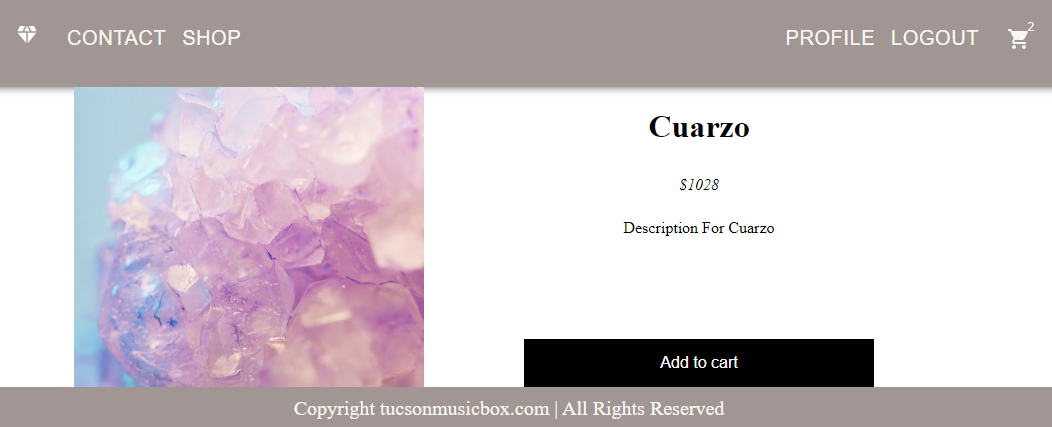 CONTACT SHOP PROFILE LOGOUT 2
Cuarzo
$1028
Description For Cuarzo
Add to cart
Copyright tucsonmusicbox.com | All Rights Reserved